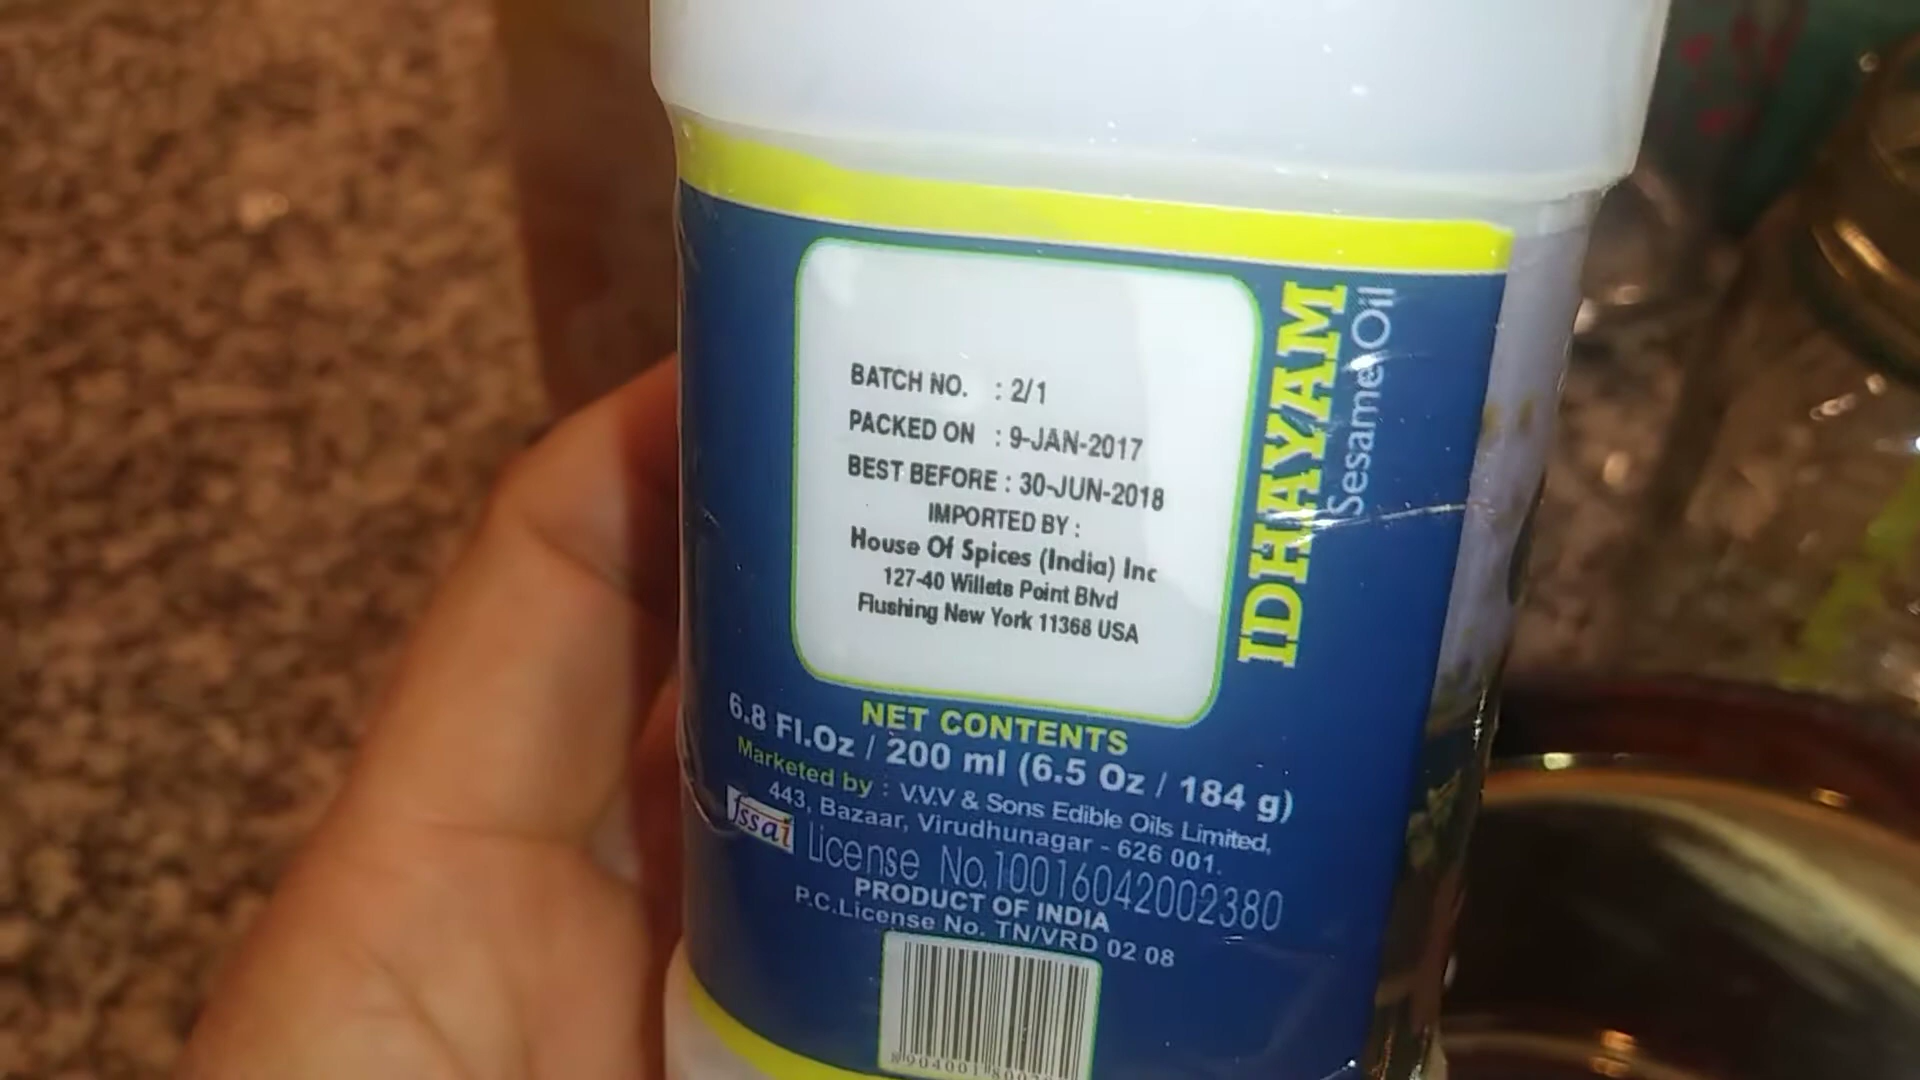 BATCH NO. : 2/1
PACKED ON : 9-JAN-2017
BEST BEFORE : 30-JUN-2018
IMPORTED BY :
House Of Spices (India) Inc
127-40 Willets Point Blvd
Flushing New York 11368 USA
IDHAYAM
Sesame Oil
NET CONTENTS
6.8 Fl.Oz / 200 ml (6.5 Oz / 184 g)
Marketed by : V.V.V & Sons Edible Oils Limited,
443, Bazaar, Virudhunagar - 626 001.
fssai License No.10016042002380
PRODUCT OF INDIA
P.C.License No. TN/VRD 02 08